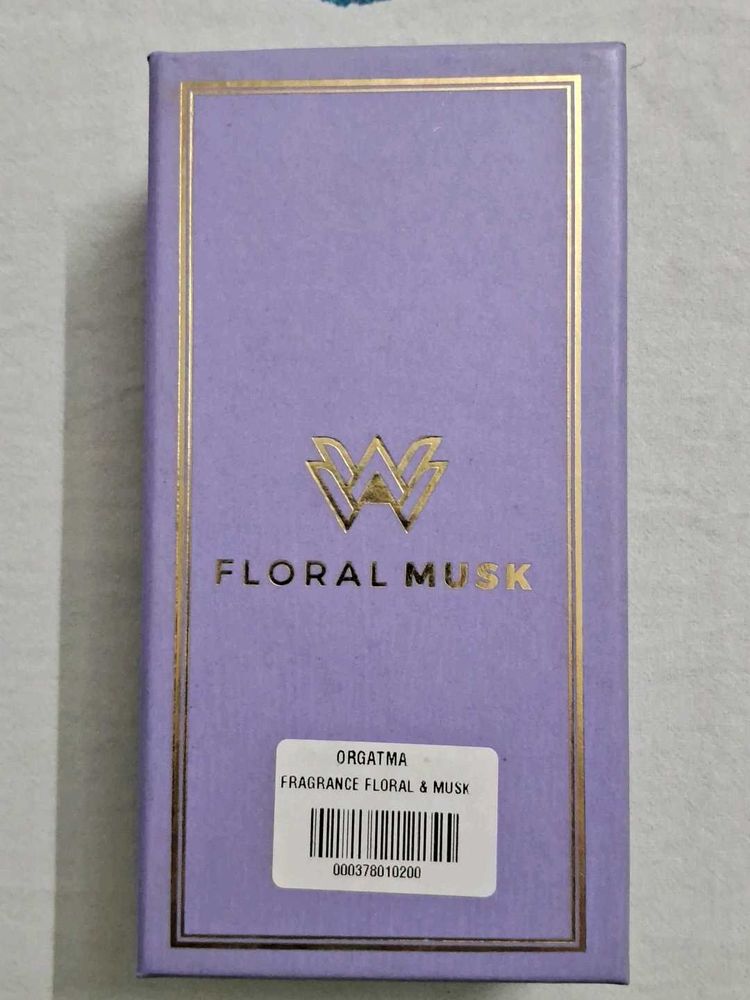 FLORAL MUSK
ORGATMA
FRAGRANCE FLORAL & MUSK
000378010200